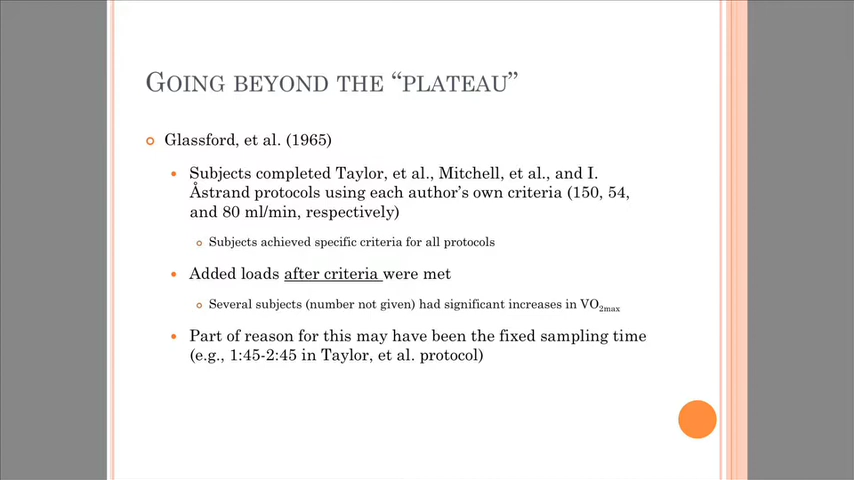 GOING BEYOND THE “PLATEAU”
Glassford, et al. (1965)
Subjects completed Taylor, et al., Mitchell, et al., and I.
Åstrand protocols using each author’s own criteria (150, 54,
and 80 ml/min, respectively)
Subjects achieved specific criteria for all protocols
Added loads after criteria were met
Several subjects (number not given) had significant increases in VO2max
Part of reason for this may have been the fixed sampling time
(e.g., 1:45-2:45 in Taylor, et al. protocol)